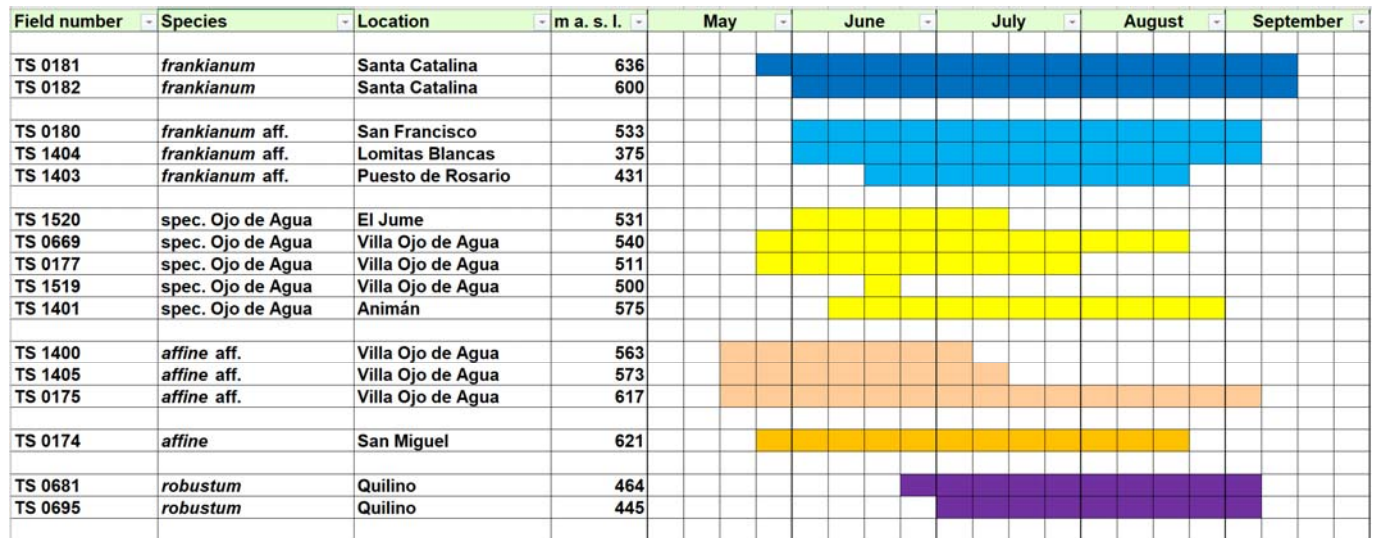 Field number Species Location m a. s. l. May June July August September
TS 0181 frankianum Santa Catalina 636
TS 0182 frankianum Santa Catalina 600
TS 0180 frankianum aff. San Francisco 533
TS 1404 frankianum aff. Lomitas Blancas 375
TS 1403 frankianum aff. Puesto de Rosario 431
TS 1520 spec. Ojo de Agua El Jume 531
TS 0669 spec. Ojo de Agua Villa Ojo de Agua 540
TS 0177 spec. Ojo de Agua Villa Ojo de Agua 511
TS 1519 spec. Ojo de Agua Villa Ojo de Agua 500
TS 1401 spec. Ojo de Agua Animán 575
TS 1400 affine aff. Villa Ojo de Agua 563
TS 1405 affine aff. Villa Ojo de Agua 573
TS 0175 affine aff. Villa Ojo de Agua 617
TS 0174 affine San Miguel 621
TS 0681 robustum Quilino 464
TS 0695 robustum Quilino 445